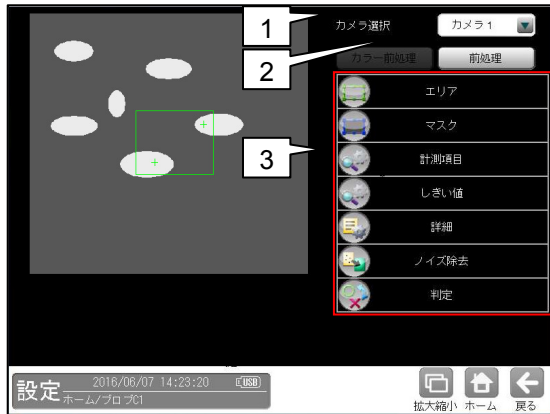 1
カメラ選択
カメラ1
2
カラー前処理
前処理
3
エリア
マスク
計測項目
しきい値
詳細
ノイズ除去
判定
設定
2016/06/07 14:23:20
USB
ホーム/ブロブC1
拡大縮小
ホーム
戻る